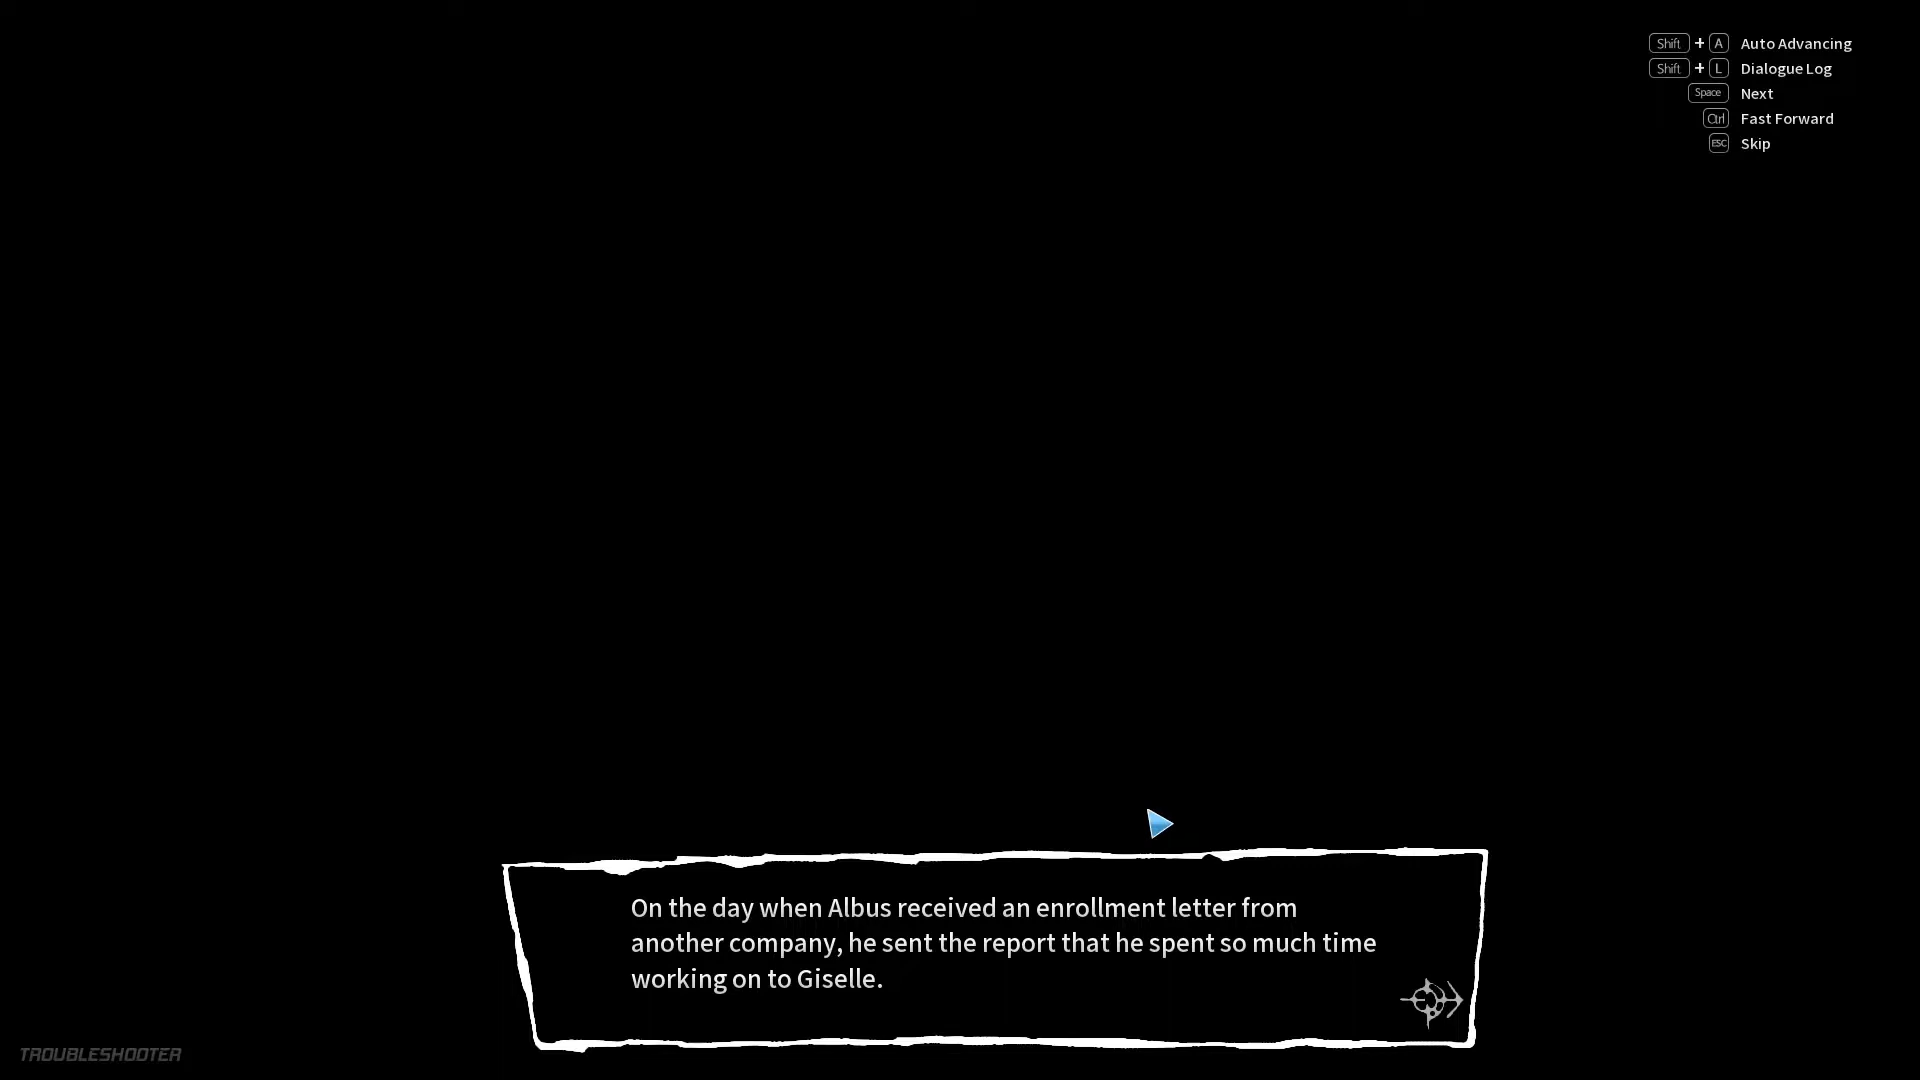 Shift + A Auto Advancing
Shift + L Dialogue Log
Space Next
Ctrl Fast Forward
ESC Skip
On the day when Albus received an enrollment letter from
another company, he sent the report that he spent so much time
working on to Giselle.
TROUBLESHOOTER